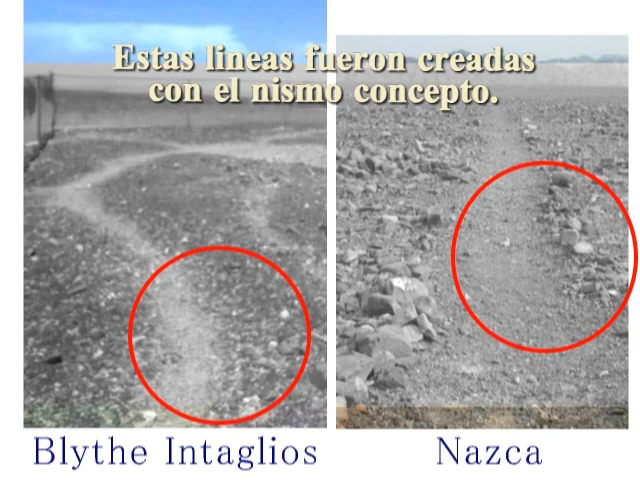 Estas lineas fueron creadas
con el nismo concepto.
Blythe Intaglios
Nazca